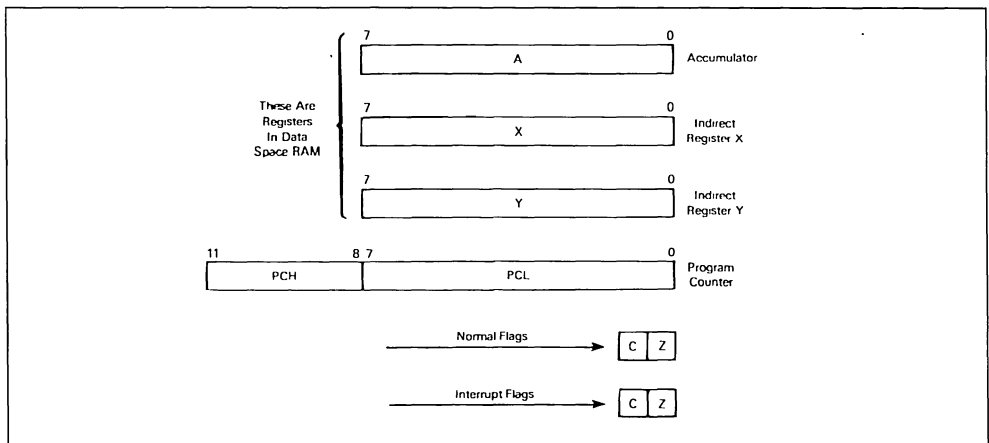 7 0
A
Accumulator
These Are
Registers
In Data
Space RAM
7 0
X
Indirect
Register X
7 0
Y
Indirect
Register Y
11 8 7 0
PCH PCL
Program
Counter
Normal Flags
C Z
Interrupt Flags
C Z